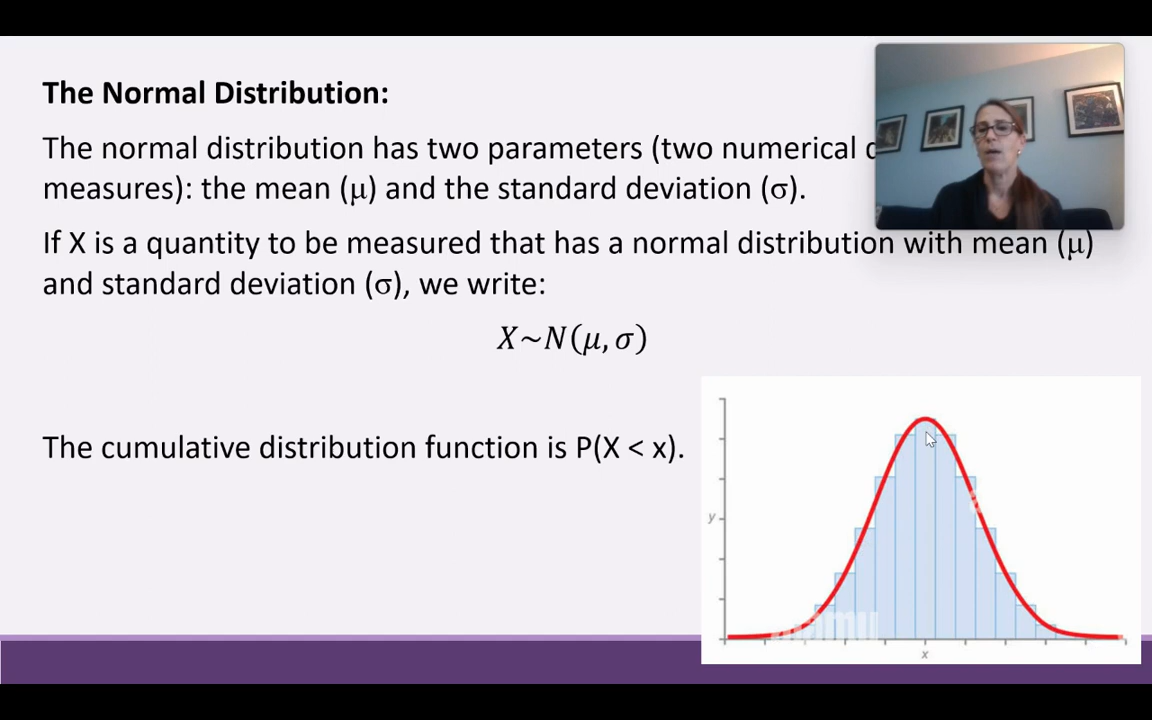 The Normal Distribution:
The normal distribution has two parameters (two numerical
measures): the mean (μ) and the standard deviation (σ).
If X is a quantity to be measured that has a normal distribution with mean (μ)
and standard deviation (σ), we write:
X~N(μ, σ)
The cumulative distribution function is P(X < x).
y
x